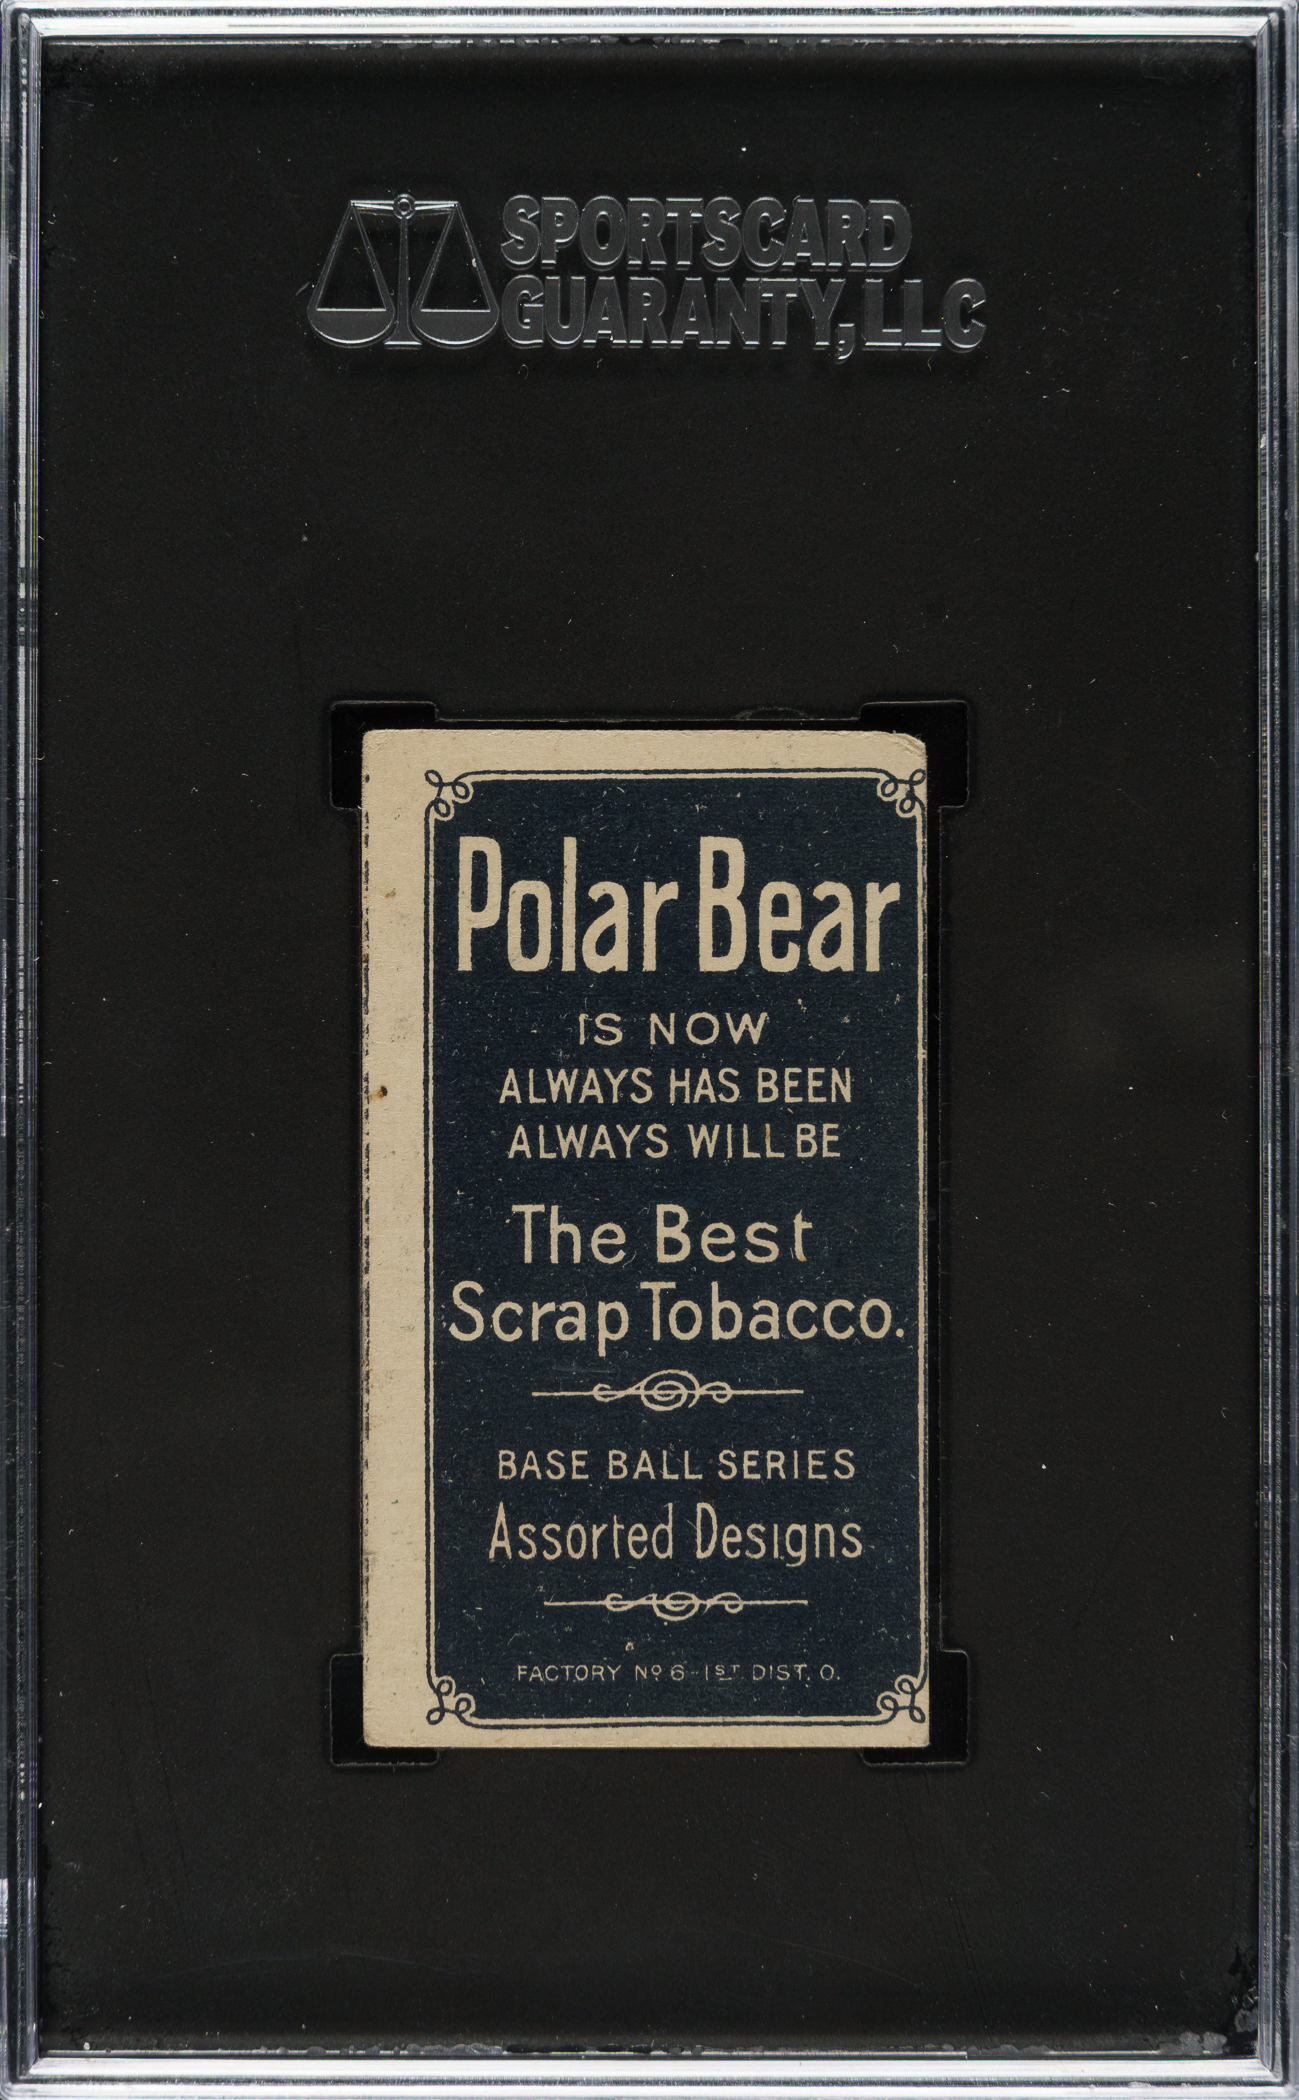 SPORTSCARD
GUARANTY, LLC
Polar Bear
IS NOW
ALWAYS HAS BEEN
ALWAYS WILL BE
The Best
Scrap Tobacco.
BASE BALL SERIES
Assorted Designs
FACTORY Nº 6-1ST DIST. O.